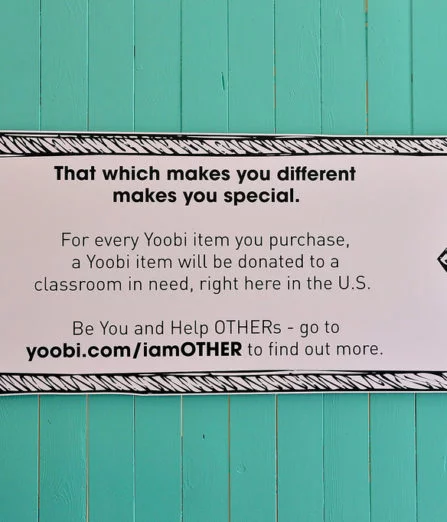 That which makes you different
makes you special.
For every Yoobi item you purchase,
a Yoobi item will be donated to a
classroom in need, right here in the U.S.
Be You and Help OTHERs - go to
yoobi.com/iamOTHER to find out more.